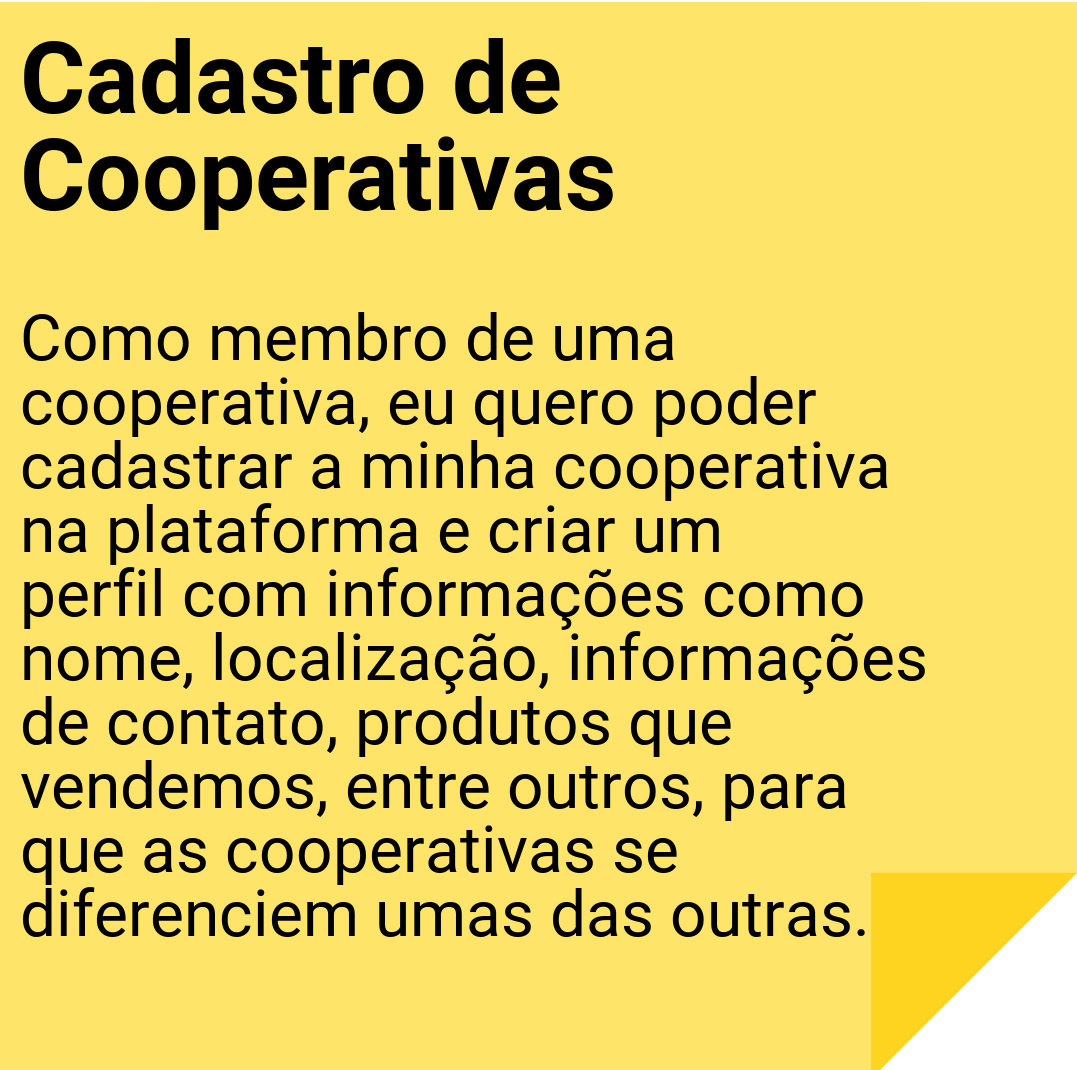 Cadastro de
Cooperativas
Como membro de uma
cooperativa, eu quero poder
cadastrar a minha cooperativa
na plataforma e criar um
perfil com informações como
nome, localização, informações
de contato, produtos que
vendemos, entre outros, para
que as cooperativas se
diferenciem umas das outras.